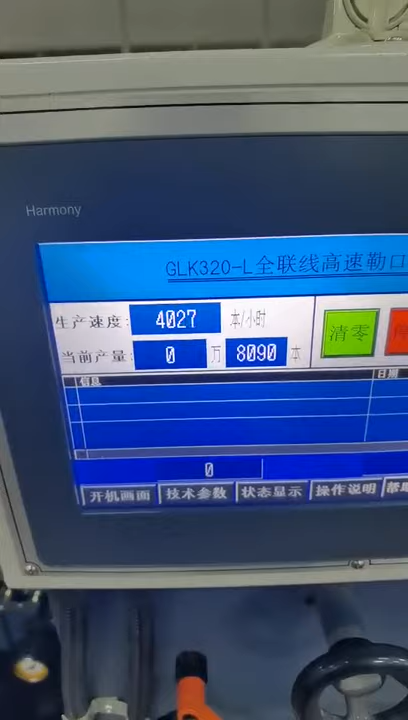 Harmony
GLK320-L全联线高速勒口
生产速度: 4027 本/小时
清零
当前产量: 0 万 8090 本
信息 日期
0
开机画面 技术参数 状态显示 操作说明